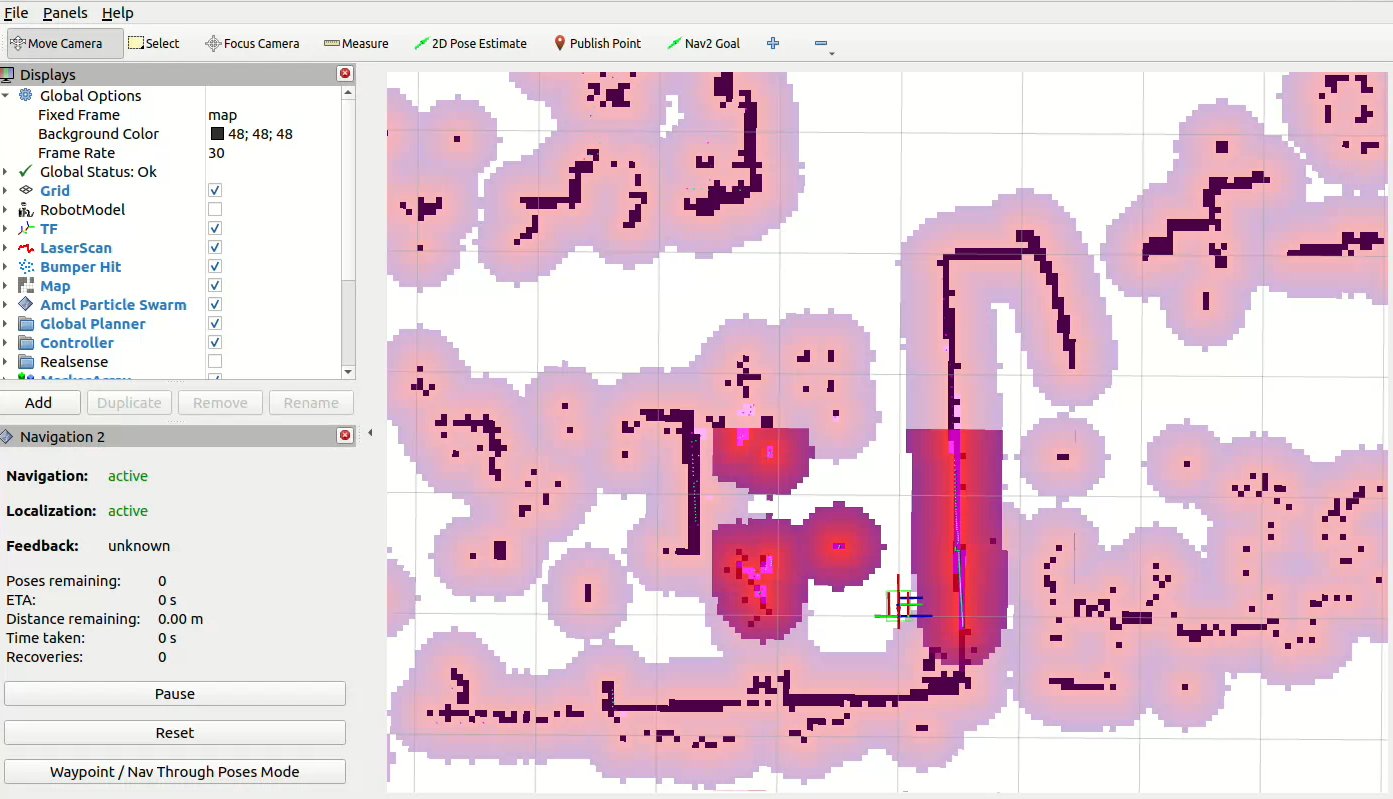 File Panels Help
Move Camera Select Focus Camera Measure 2D Pose Estimate Publish Point Nav2 Goal
Displays
Global Options
Fixed Frame map
Background Color 48; 48; 48
Frame Rate 30
Global Status: Ok
Grid
RobotModel
TF
LaserScan
Bumper Hit
Map
Amcl Particle Swarm
Global Planner
Controller
Realsense
MarkerArray
Add Duplicate Remove Rename
Navigation 2
Navigation: active
Localization: active
Feedback: unknown
Poses remaining: 0
ETA: 0 s
Distance remaining: 0.00 m
Time taken: 0 s
Recoveries: 0
Pause
Reset
Waypoint / Nav Through Poses Mode